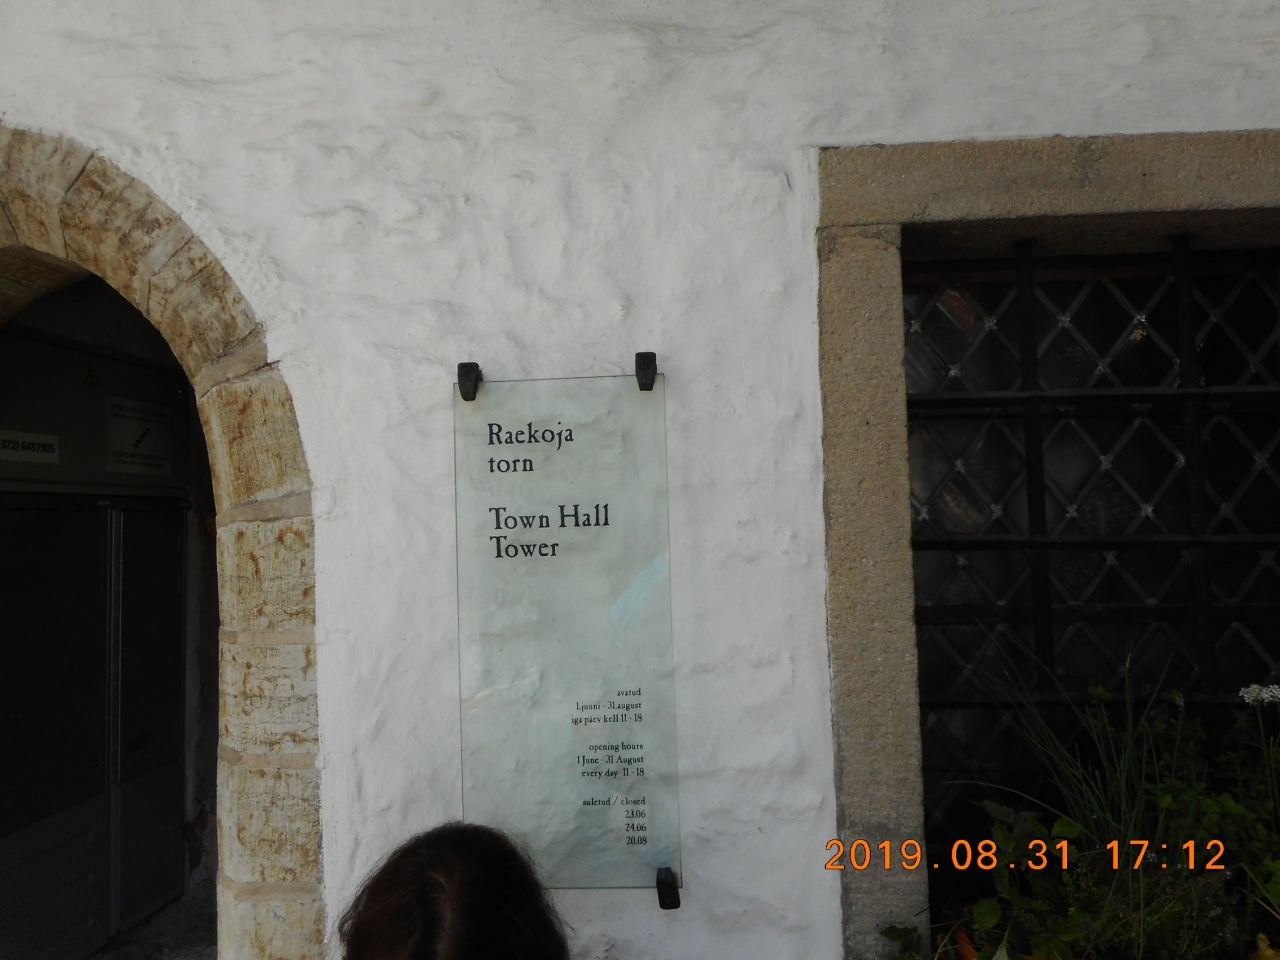 Raekoja
torn
Town Hall
Tower
avatud
1.juuni - 31.august
iga päev kell 11 - 18
opening hours
1 June - 31 August
every day 11 - 18
suletud / closed
23.06
24.06
20.08
372) 6457905
2019.08.31 17:12